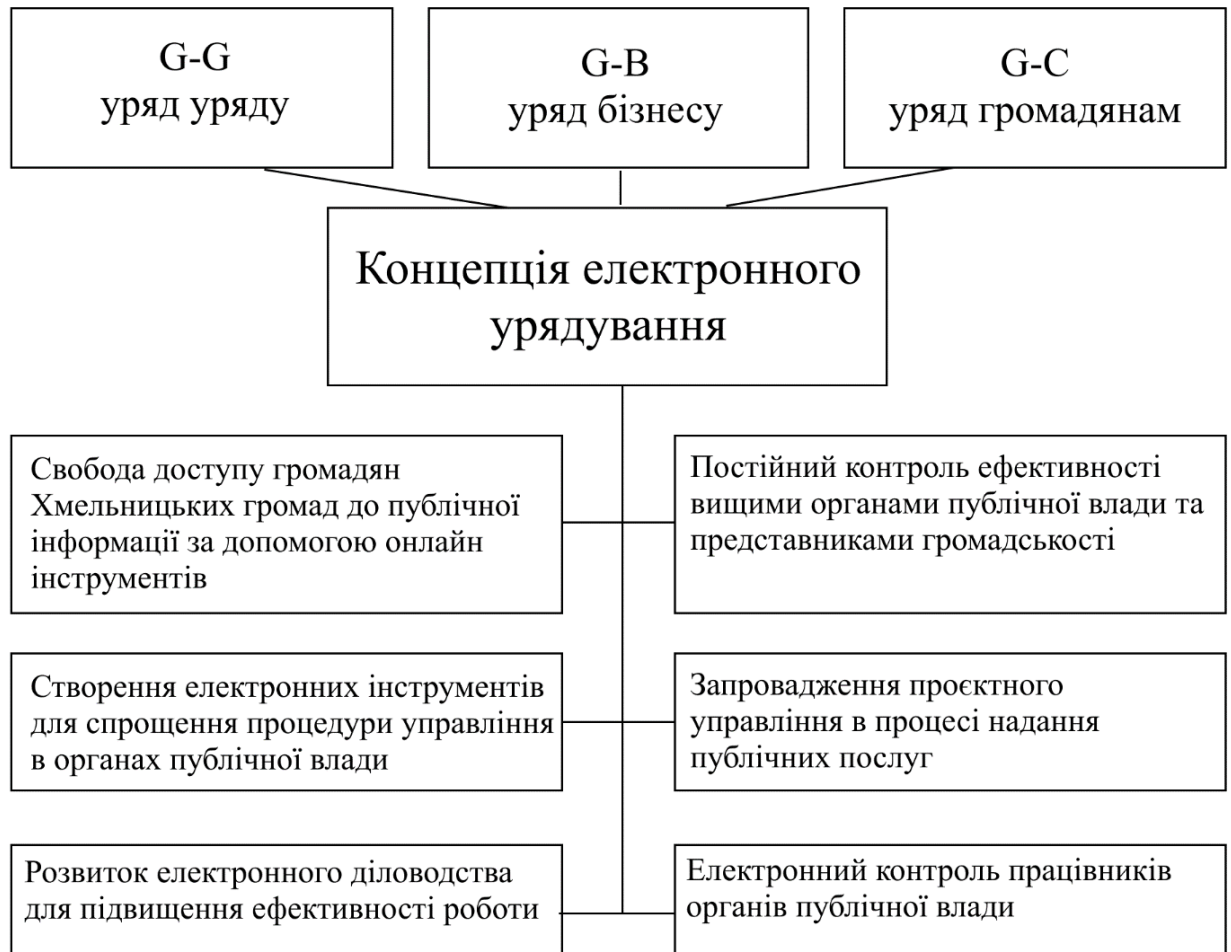 G-G
уряд уряду
G-B
уряд бізнесу
G-C
уряд громадянам
Концепція електронного
урядування
Свобода доступу громадян
Хмельницьких громад до публічної
інформації за допомогою онлайн
інструментів
Постійний контроль ефективності
вищими органами публічної влади та
представниками громадськості
Створення електронних інструментів
для спрощення процедури управління
в органах публічної влади
Запровадження проєктного
управління в процесі надання
публічних послуг
Розвиток електронного діловодства
для підвищення ефективності роботи
Електронний контроль працівників
органів публічної влади